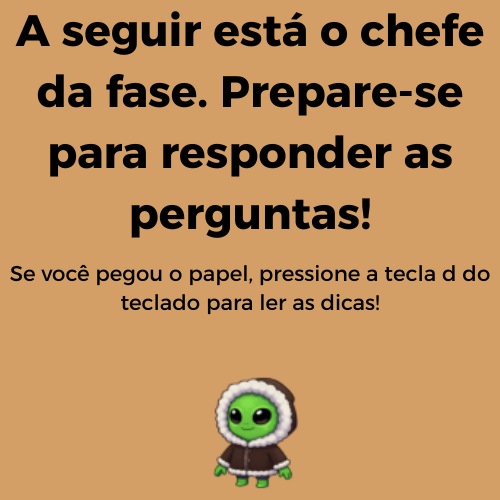 A seguir está o chefe
da fase. Prepare-se
para responder as
perguntas!
Se você pegou o papel, pressione a tecla d do
teclado para ler as dicas!